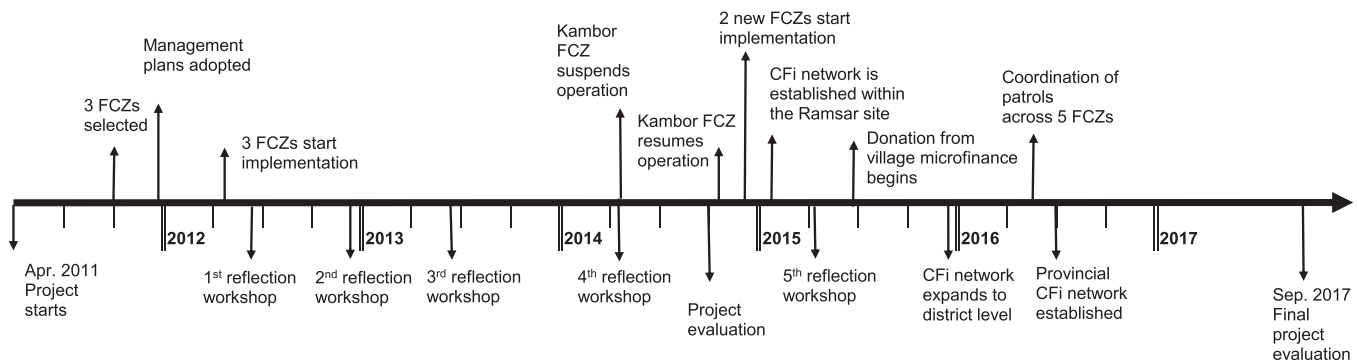 Management
plans adopted
3 FCZs
selected
3 FCZs start
implementation
Kambor
FCZ
suspends
operation
Kambor FCZ
resumes
operation
2 new FCZs start
implementation
CFi network is
established within
the Ramsar site
Donation from
village microfinance
begins
Coordination of
patrols
across 5 FCZs
2012
2013
2014
2015
2016
2017
Apr. 2011
Project
starts
1st reflection
workshop
2nd reflection
workshop
3rd reflection
workshop
4th reflection
workshop
Project
evaluation
5th reflection
workshop
CFi network
expands to
district level
Provincial
CFi network
established
Sep. 2017
Final
project
evaluation